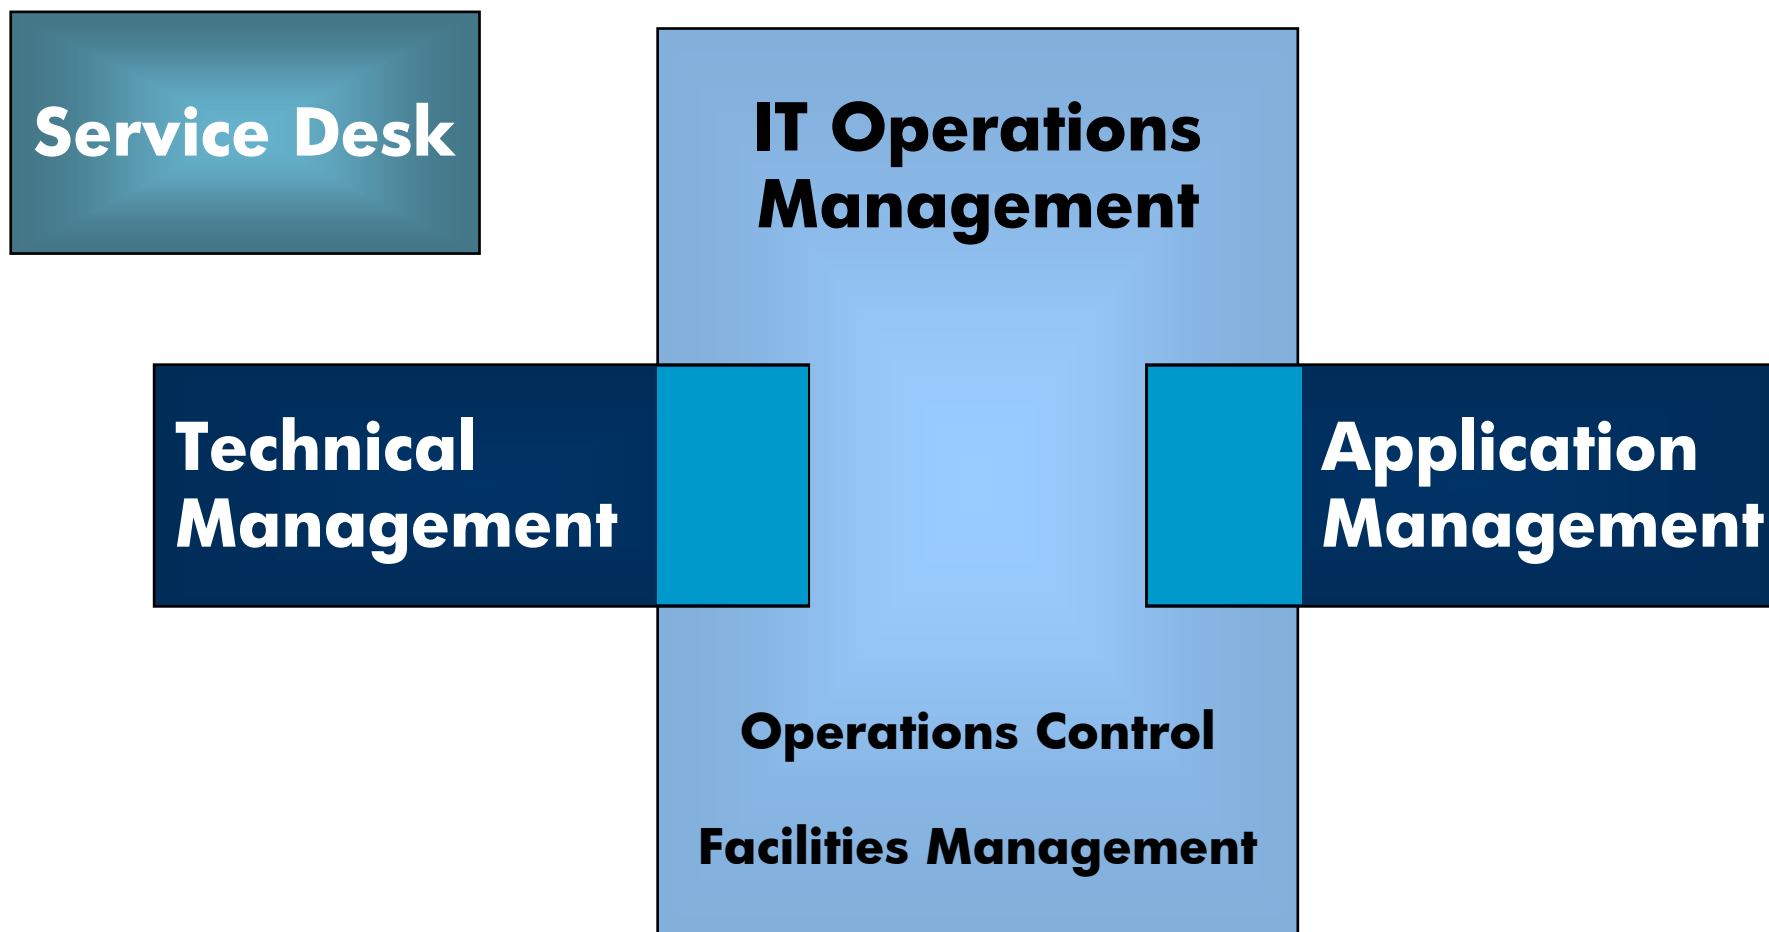 Service Desk
IT Operations
Management
Technical
Management
Application
Management
Operations Control
Facilities Management